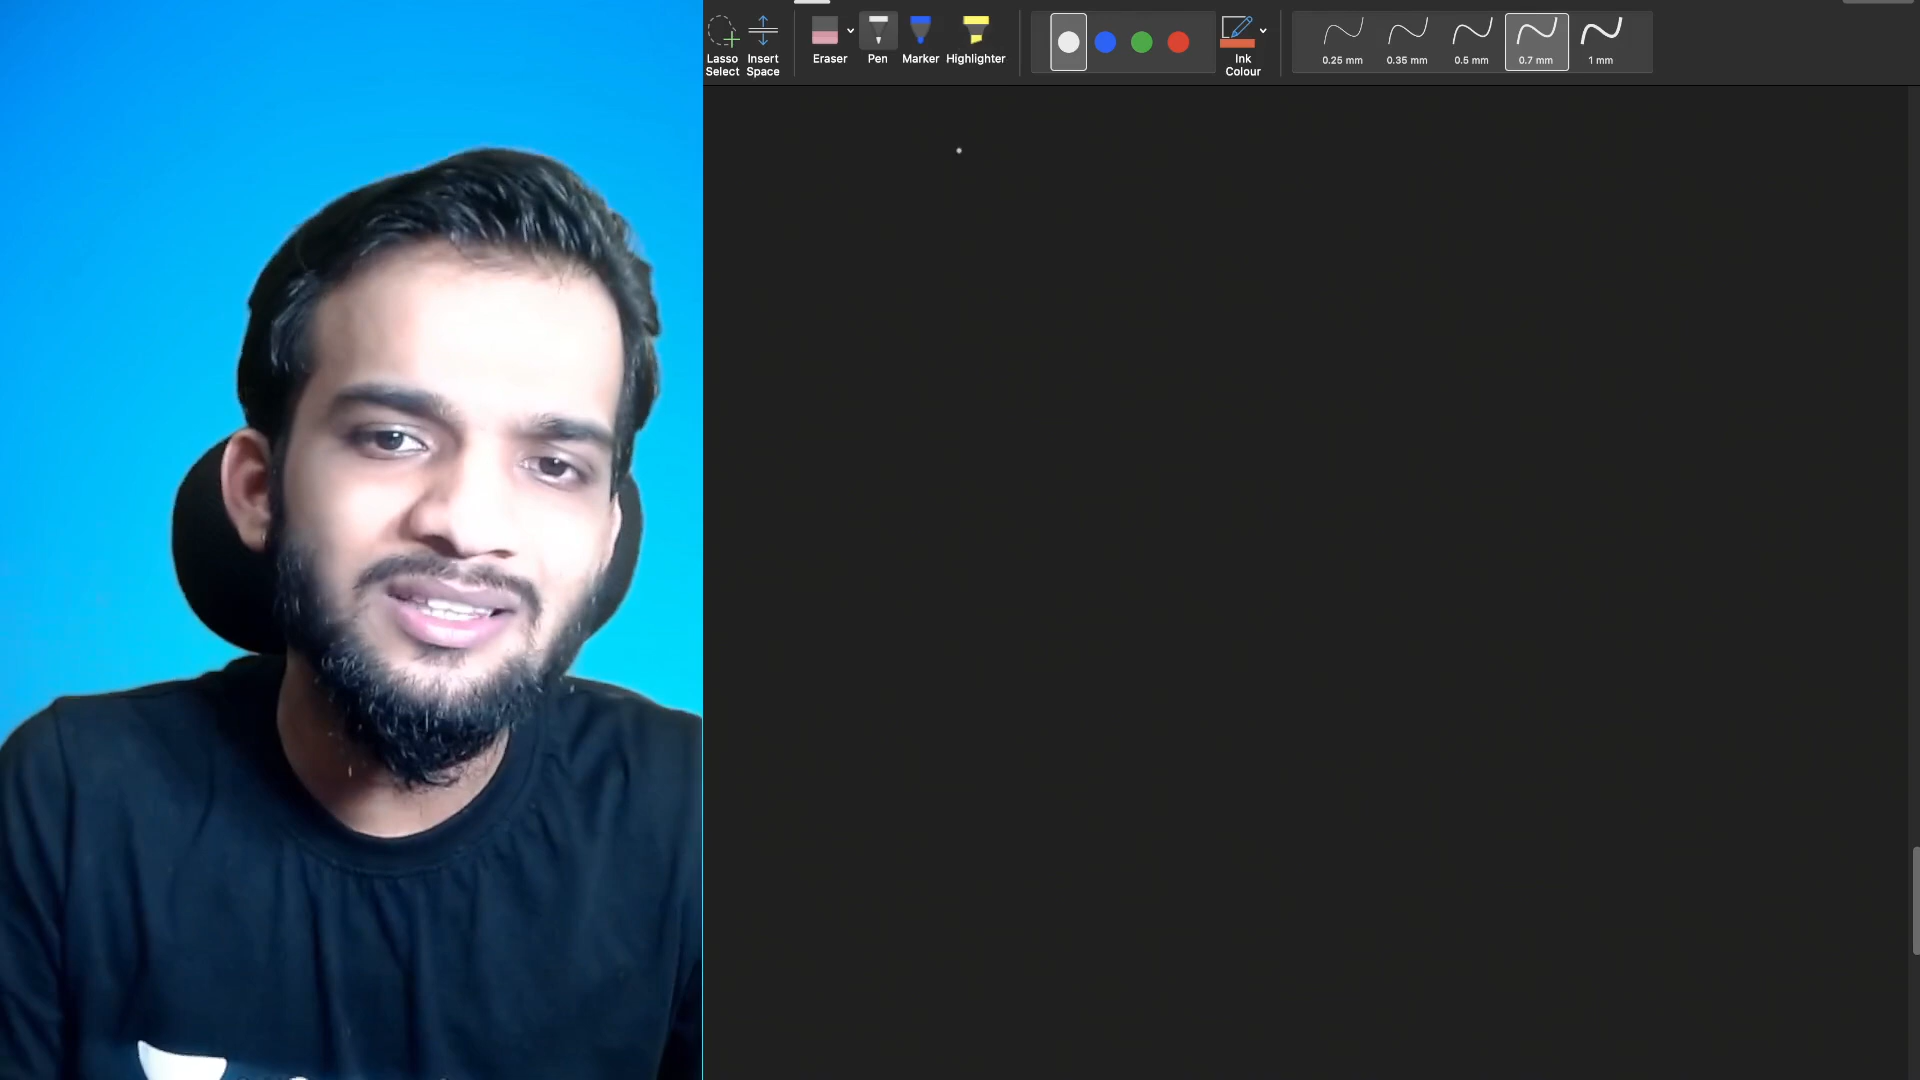 Lasso Select
Insert Space
Eraser
Pen
Marker
Highlighter
Ink Colour
0.25 mm
0.35 mm
0.5 mm
0.7 mm
1 mm